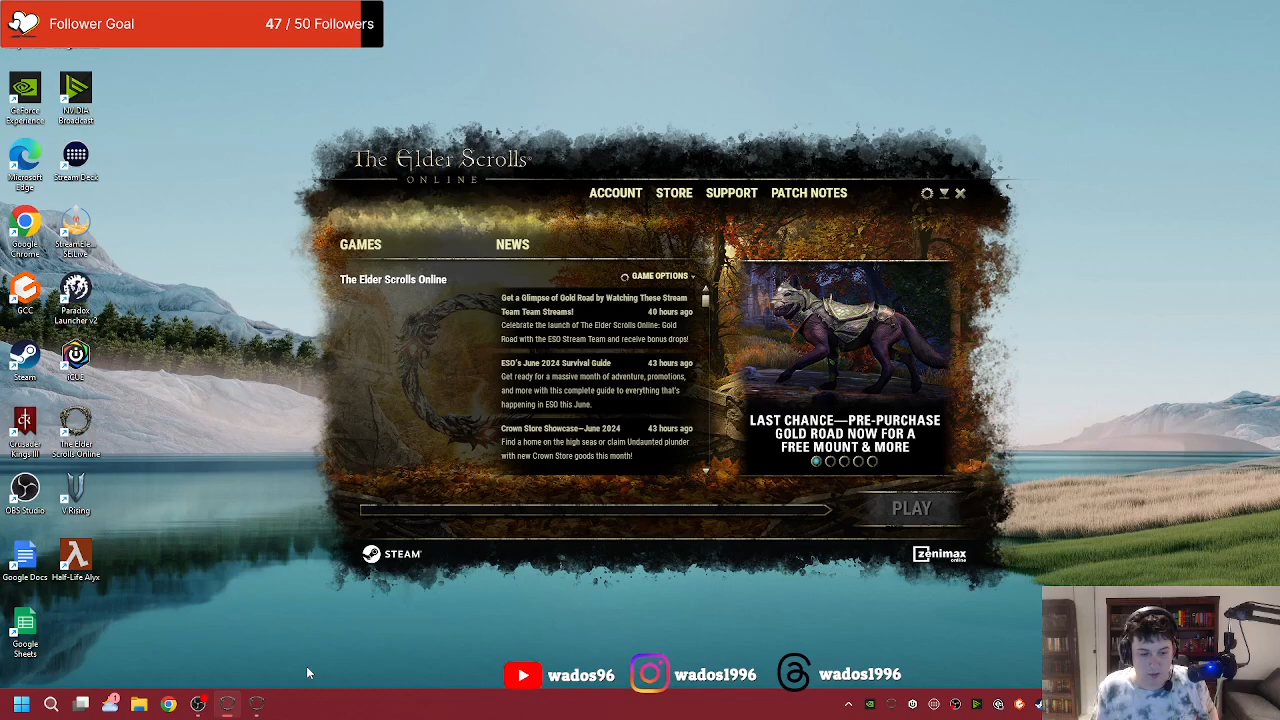 Follower Goal
47 / 50 Followers
GeForce
Experience
NVIDIA
Broadcast
Microsoft
Edge
Stream Deck
Google
Chrome
StreamEle...
SE.Live
GCC
Paradox
Launcher v2
Steam
iCUE
Crusader
Kings III
The Elder
Scrolls Online
OBS Studio
V Rising
Google Docs
Half-Life Alyx
Google
Sheets
The Elder Scrolls
ONLINE
ACCOUNT
STORE
SUPPORT
PATCH NOTES
GAMES
NEWS
The Elder Scrolls Online
GAME OPTIONS
Get a Glimpse of Gold Road by Watching These Stream
Team Team Streams! 40 hours ago
Celebrate the launch of The Elder Scrolls Online: Gold
Road with the ESO Stream Team and receive bonus drops!
ESO's June 2024 Survival Guide 43 hours ago
Get ready for a massive month of adventure, promotions,
and more with this complete guide to everything that's
happening in ESO this June.
Crown Store Showcase—June 2024 43 hours ago
Find a home on the high seas or claim Undaunted plunder
with new Crown Store goods this month!
LAST CHANCE—PRE-PURCHASE
GOLD ROAD NOW FOR A
FREE MOUNT & MORE
PLAY
STEAM
zenimax
online
wados96
wados1996
wados1996
1